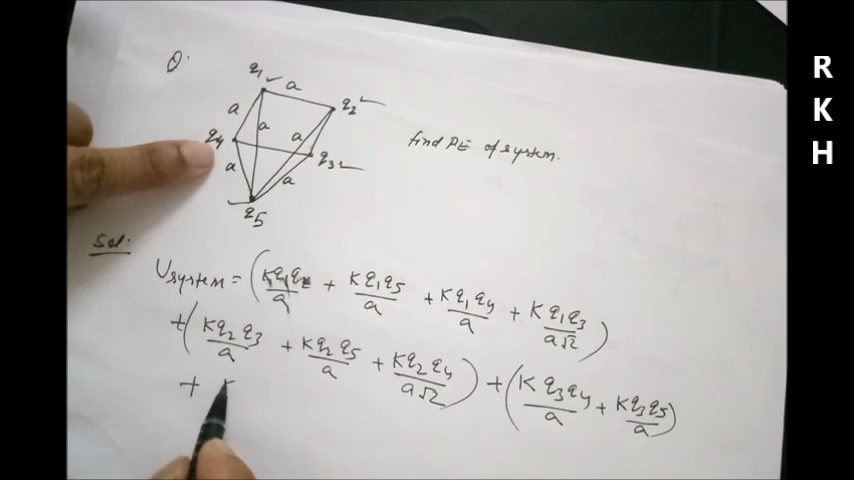 Q.
q1 a
q2
a
a
a
q4
q3
a
a
q5
find PE of system.
Sol:
Usystem = (Kq1q2/a + Kq1q5/a + Kq1q4/a + Kq1q3/a√2)
+ (Kq2q3/a + Kq2q5/a + Kq2q4/a√2) + (Kq3q4/a + Kq3q5/a)
+
R
K
H